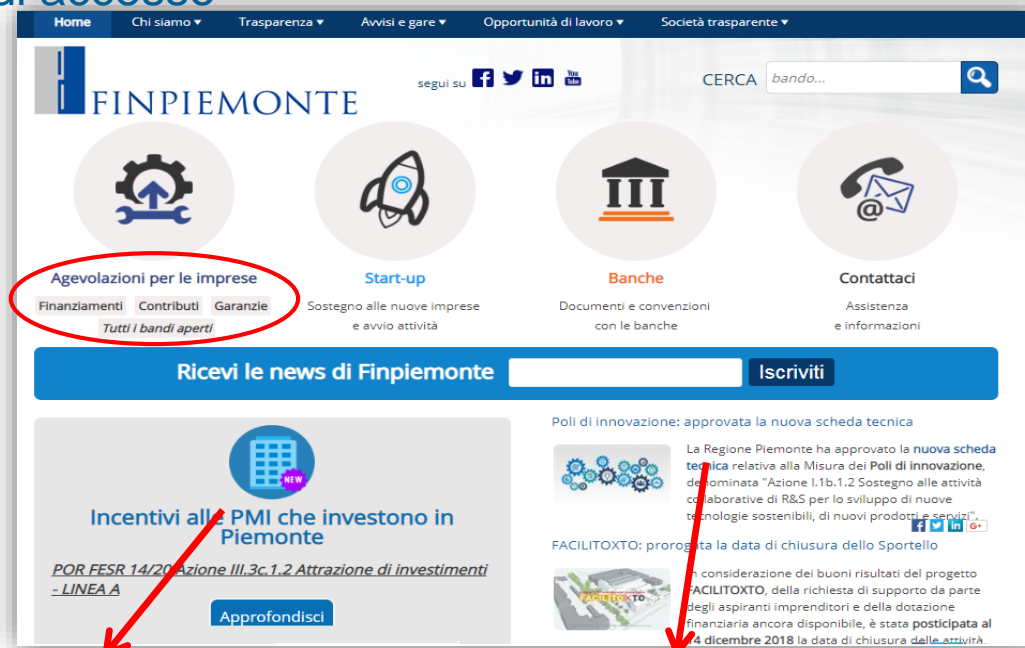 di accesso
Home Chi siamo ▾ Trasparenza ▾ Avvisi e gare ▾ Opportunità di lavoro ▾ Società trasparente ▾
FINPIEMONTE
segui su
You Tube
CERCA bando...
Agevolazioni per le imprese
Finanziamenti Contributi Garanzie
Tutti i bandi aperti
Start-up
Sostegno alle nuove imprese
e avvio attività
Banche
Documenti e convenzioni
con le banche
Contattaci
Assistenza
e informazioni
Ricevi le news di Finpiemonte Iscriviti
NEW
Incentivi alle PMI che investono in
Piemonte
POR FESR 14/20 Azione III.3c.1.2 Attrazione di investimenti
- LINEA A
Approfondisci
Poli di innovazione: approvata la nuova scheda tecnica
La Regione Piemonte ha approvato la nuova scheda
tecnica relativa alla Misura dei Poli di innovazione,
denominata "Azione I.1b.1.2 Sostegno alle attività
collaborative di R&S per lo sviluppo di nuove
tecnologie sostenibili, di nuovi prodotti e servizi".
FACILITOXTO: prorogata la data di chiusura dello Sportello
FACILITO TO
In considerazione dei buoni risultati del progetto
FACILITOXTO, della richiesta di supporto da parte
degli aspiranti imprenditori e della dotazione
finanziaria ancora disponibile, è stata posticipata al
14 dicembre 2018 la data di chiusura delle attività.